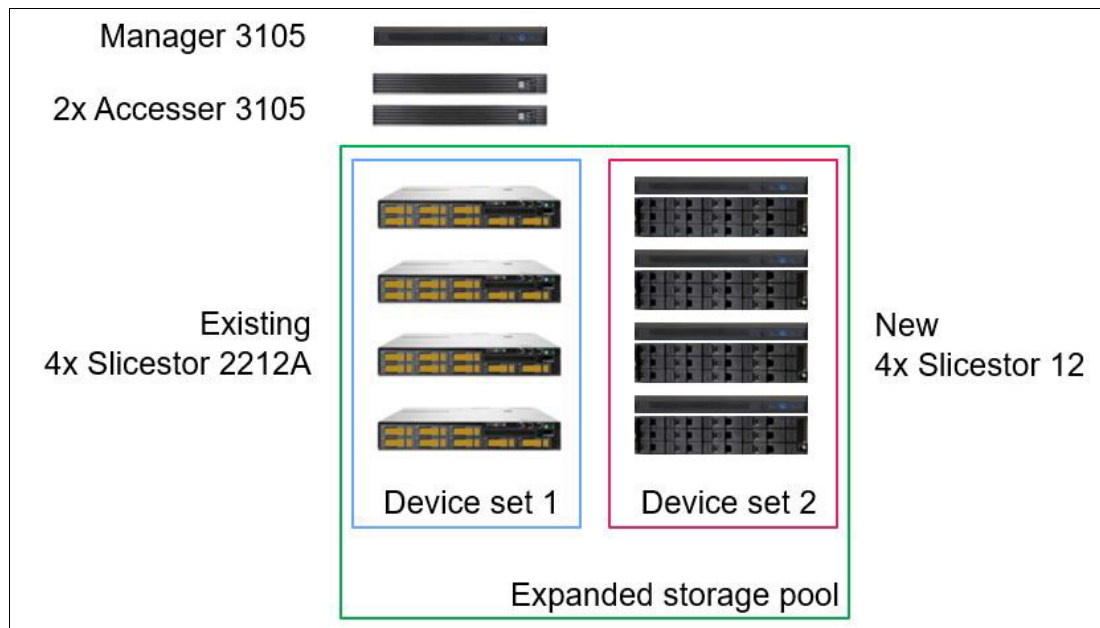 Manager 3105
2x Accesser 3105
Existing
4x Slicestor 2212A
New
4x Slicestor 12
Device set 1
Device set 2
Expanded storage pool